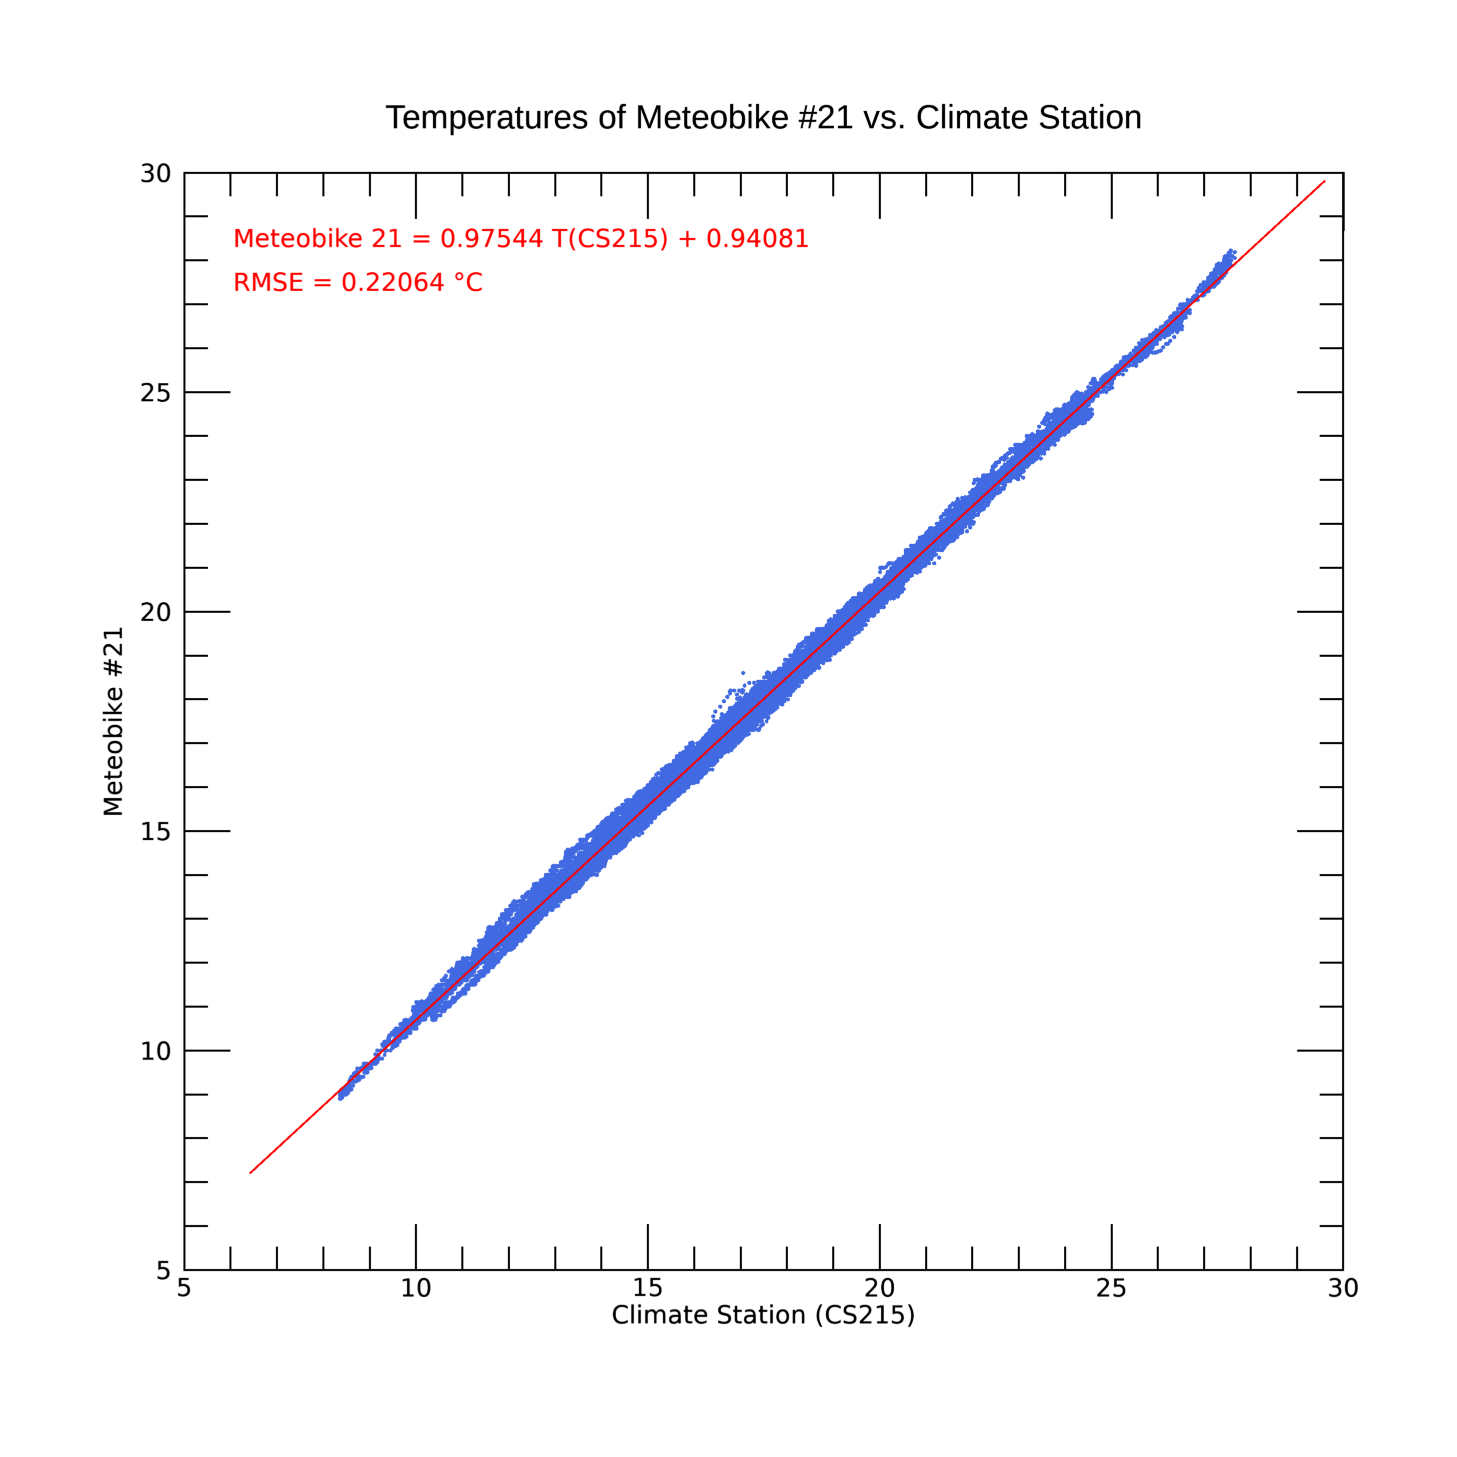 Temperatures of Meteobike #21 vs. Climate Station
30
Meteobike 21 = 0.97544 T(CS215) + 0.94081
RMSE = 0.22064 °C
25
20
Meteobike #21
15
10
5
5 10 15 20 25 30
Climate Station (CS215)